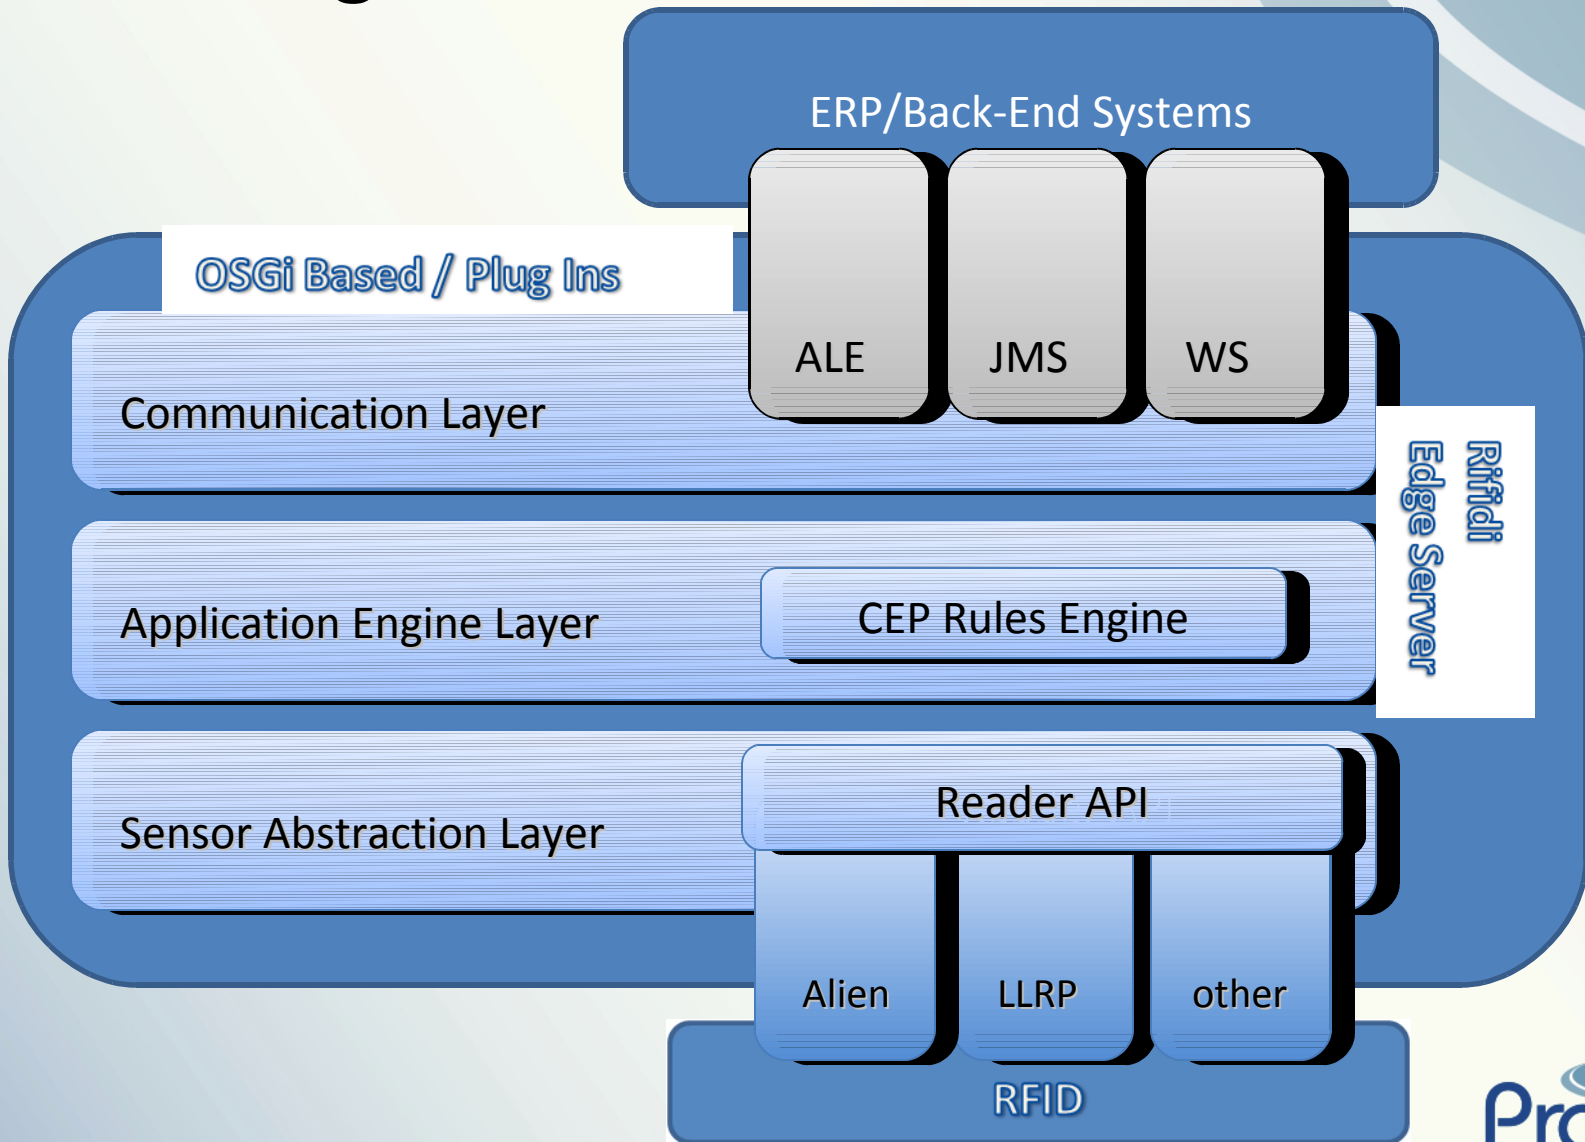 ERP/Back-End Systems
OSGi Based / Plug Ins
ALE
JMS
WS
Communication Layer
Rifidi
Edge Server
Application Engine Layer
CEP Rules Engine
Reader API
Sensor Abstraction Layer
Alien
LLRP
other
RFID